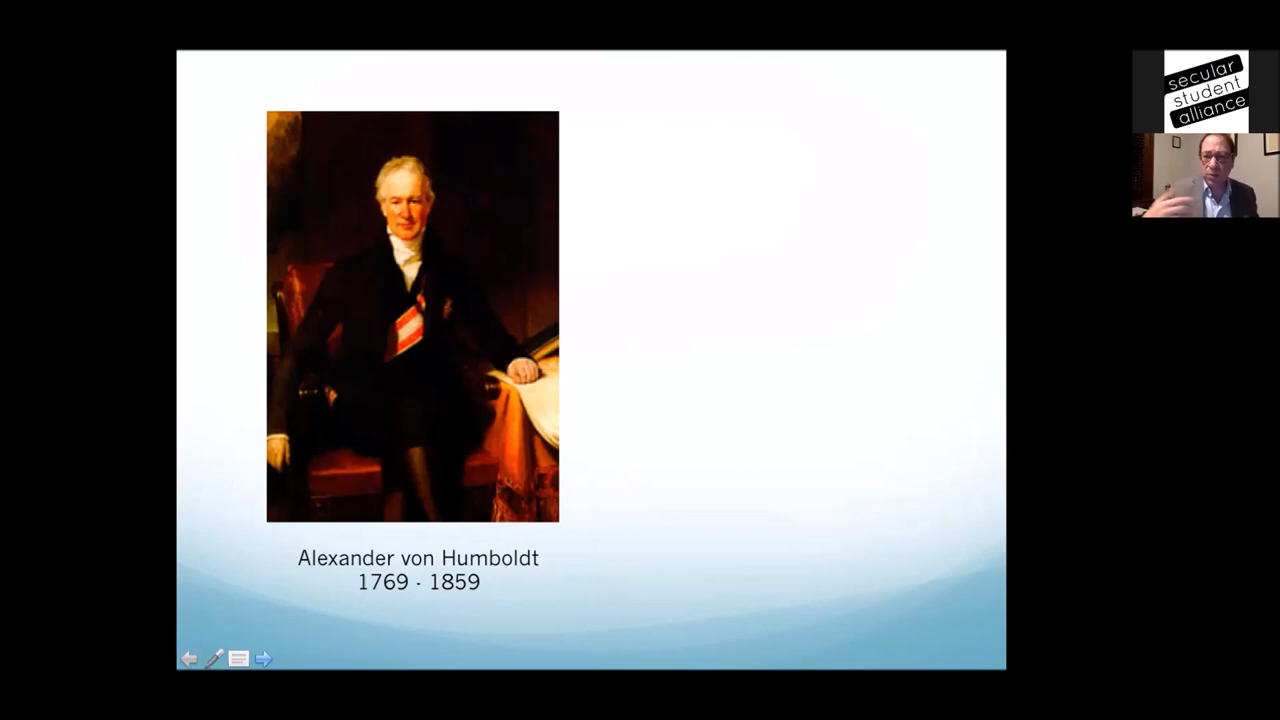 Alexander von Humboldt
1769 - 1859
secular
student
alliance